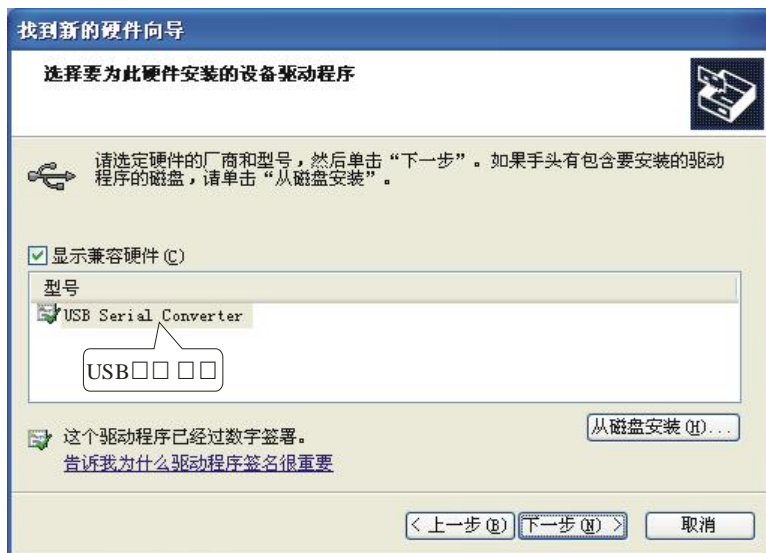 找到新的硬件向导
选择要为此硬件安装的设备驱动程序
请选定硬件的厂商和型号，然后单击“下一步”。如果手头有包含要安装的驱动
程序的磁盘，请单击“从磁盘安装”。
显示兼容硬件(C)
型号
USB Serial Converter
USB□□ □□
从磁盘安装(H)...
这个驱动程序已经过数字签署。
告诉我为什么驱动程序签名很重要
< 上一步(B) 下一步(N) > 取消